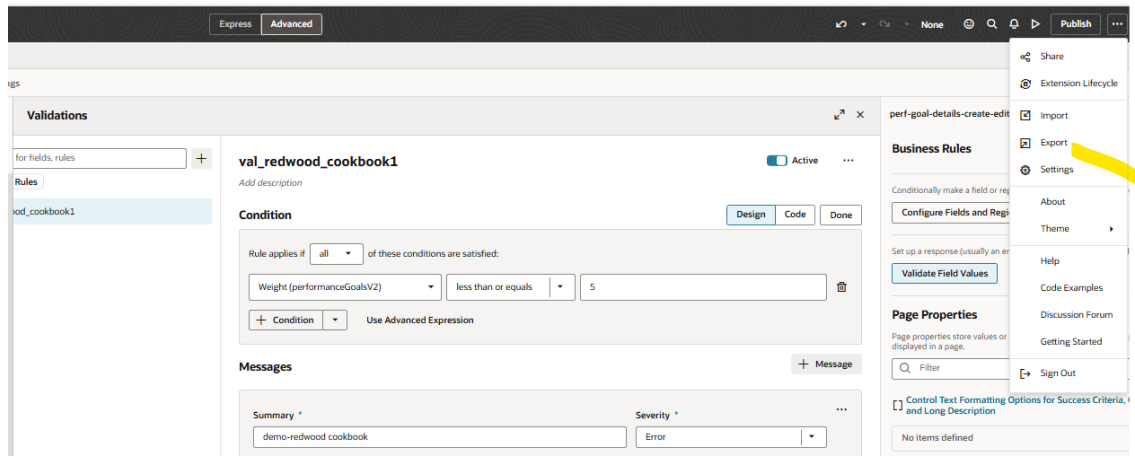 Express Advanced None Publish ...
Share
Extension Lifecycle
Import
Export
Settings
About
Theme
Help
Code Examples
Discussion Forum
Getting Started
Sign Out
Validations
for fields, rules
Rules
val_redwood_cookbook1 Active ...
Add description
Condition Design Code Done
Rule applies if all of these conditions are satisfied:
Weight (performanceGoalsV2) less than or equals 5
+ Condition Use Advanced Expression
Messages + Message
Summary * Severity * ...
demo-redwood cookbook Error
perf-goal-details-create-edit
Business Rules
Conditionally make a field or reg
Configure Fields and Regi
Set up a response (usually an er
Validate Field Values
Page Properties
Page properties store values or
displayed in a page.
Filter
Control Text Formatting Options for Success Criteria,
and Long Description
No items defined